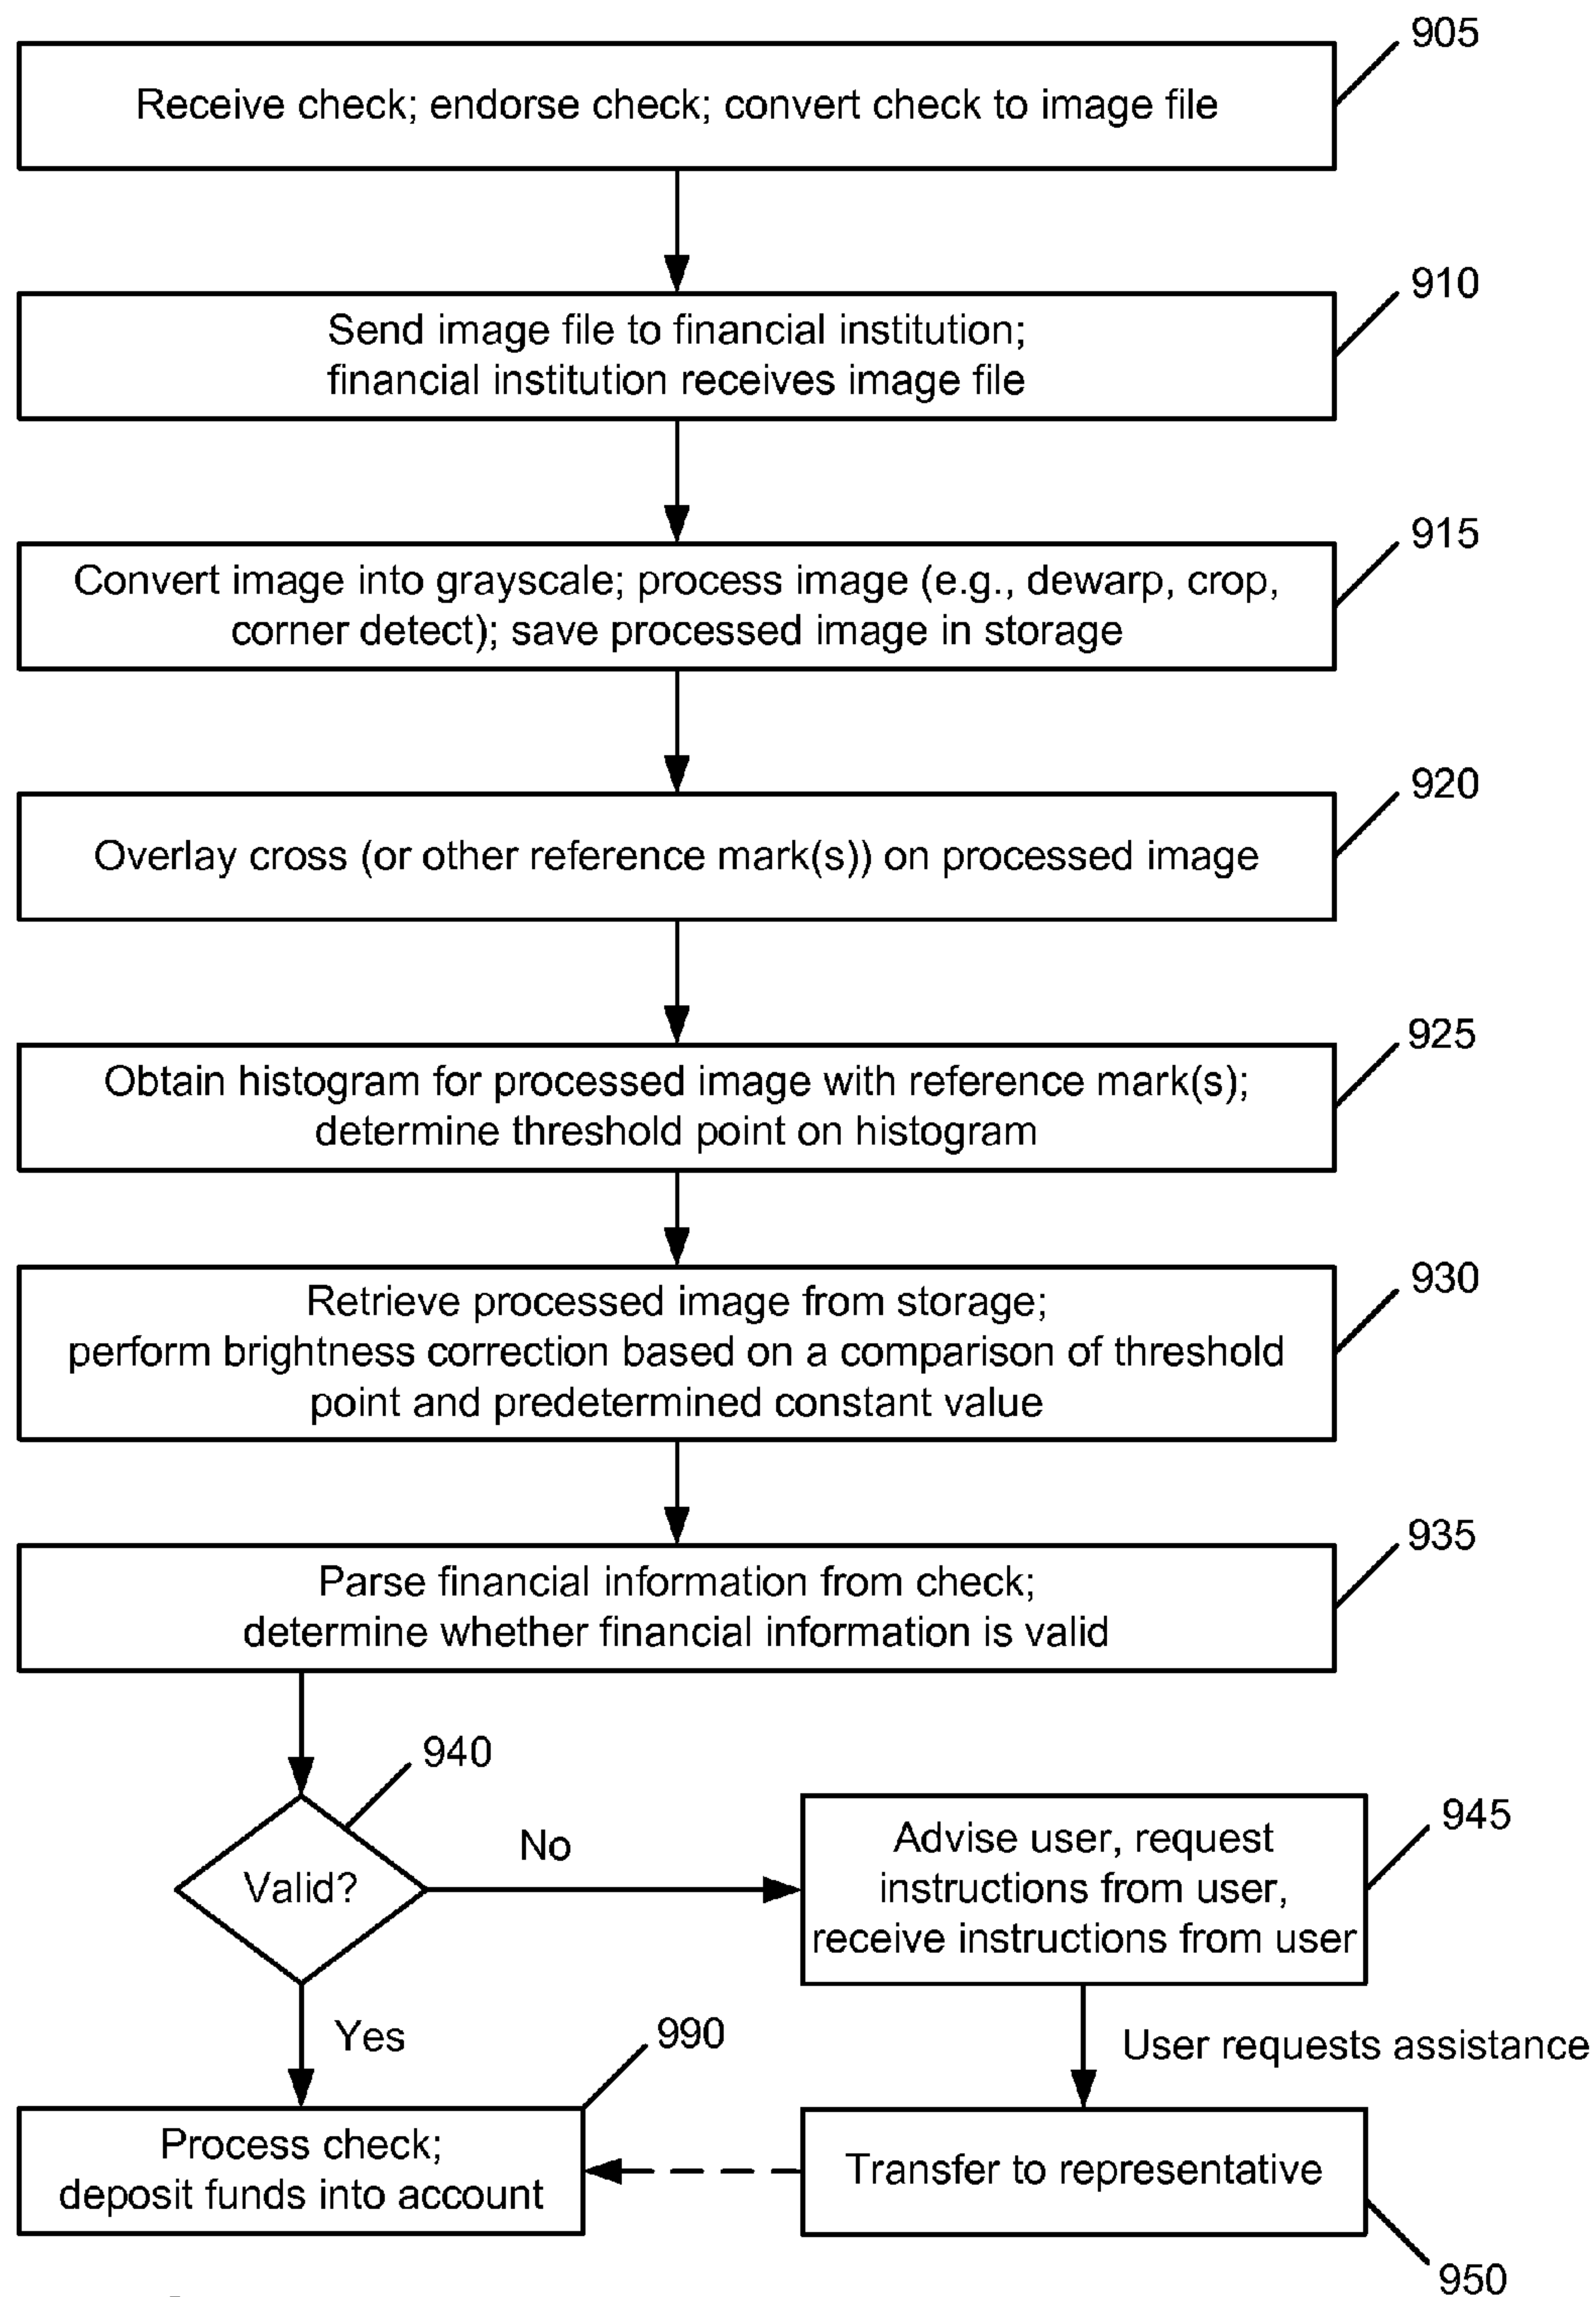 905
Receive check; endorse check; convert check to image file
910
Send image file to financial institution;
financial institution receives image file
915
Convert image into grayscale; process image (e.g., dewarp, crop,
corner detect); save processed image in storage
920
Overlay cross (or other reference mark(s)) on processed image
925
Obtain histogram for processed image with reference mark(s);
determine threshold point on histogram
930
Retrieve processed image from storage;
perform brightness correction based on a comparison of threshold
point and predetermined constant value
935
Parse financial information from check;
determine whether financial information is valid
940
Valid?
No
945
Advise user, request
instructions from user,
receive instructions from user
Yes
990
User requests assistance
Process check;
deposit funds into account
Transfer to representative
950